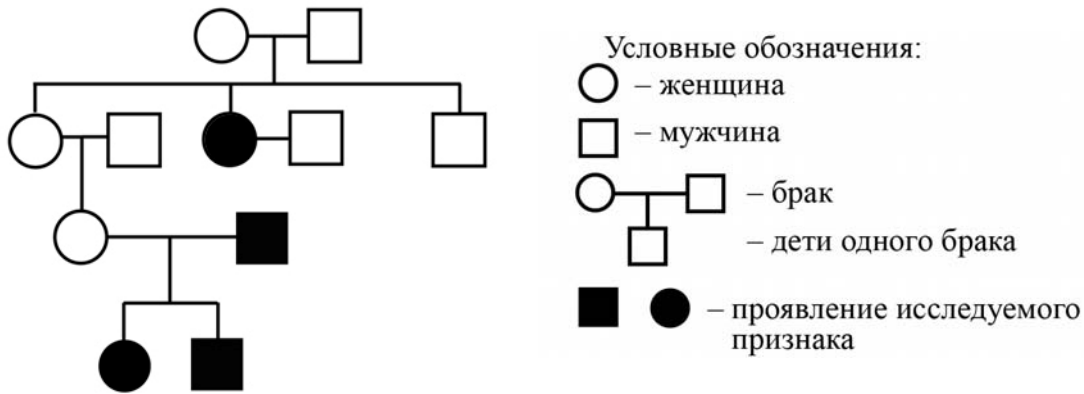 Условные обозначения:
– женщина
– мужчина
– брак
– дети одного брака
– проявление исследуемого
признака